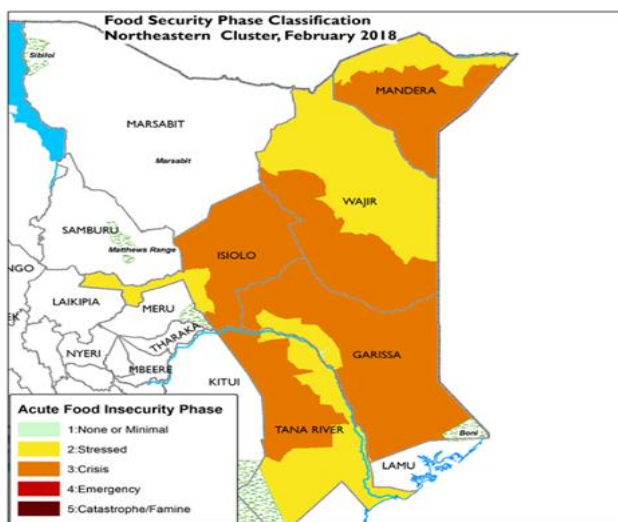 Food Security Phase Classification
Northeastern Cluster, February 2018
Sibiloi
MANDERA
MARSABIT
Marsabit
WAJIR
SAMBURU
Matthews Range
ISIOLO
NGO
LAIKIPIA
MERU
THARAKA
NYERI
GARISSA
MBEERE
KITUI
Acute Food Insecurity Phase
1:None or Minimal
2:Stressed
3:Crisis
4:Emergency
5:Catastrophe/Famine
TANA RIVER
Boni
LAMU